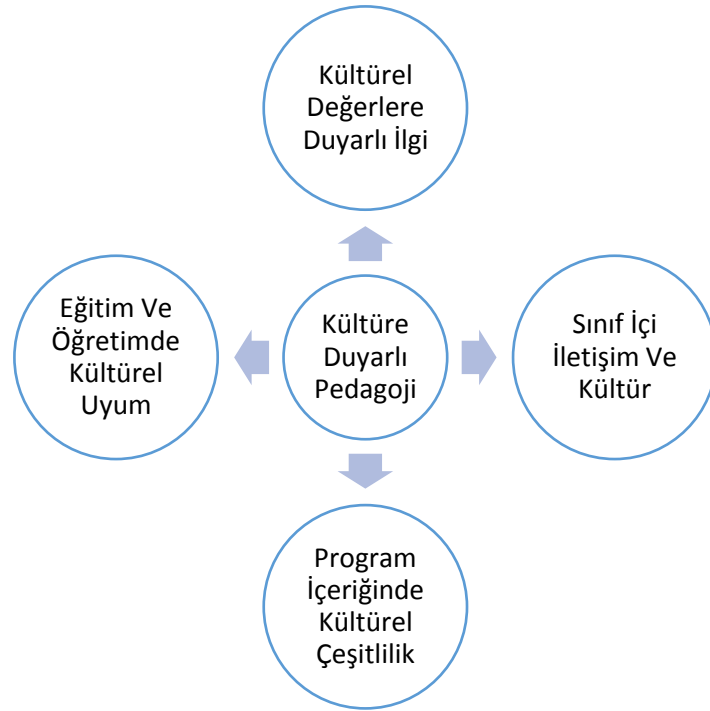 Kültürel
Değerlere
Duyarlı İlgi
Eğitim Ve
Öğretimde
Kültürel
Uyum
Kültüre
Duyarlı
Pedagoji
Sınıf İçi
İletişim Ve
Kültür
Program
İçeriğinde
Kültürel
Çeşitlilik